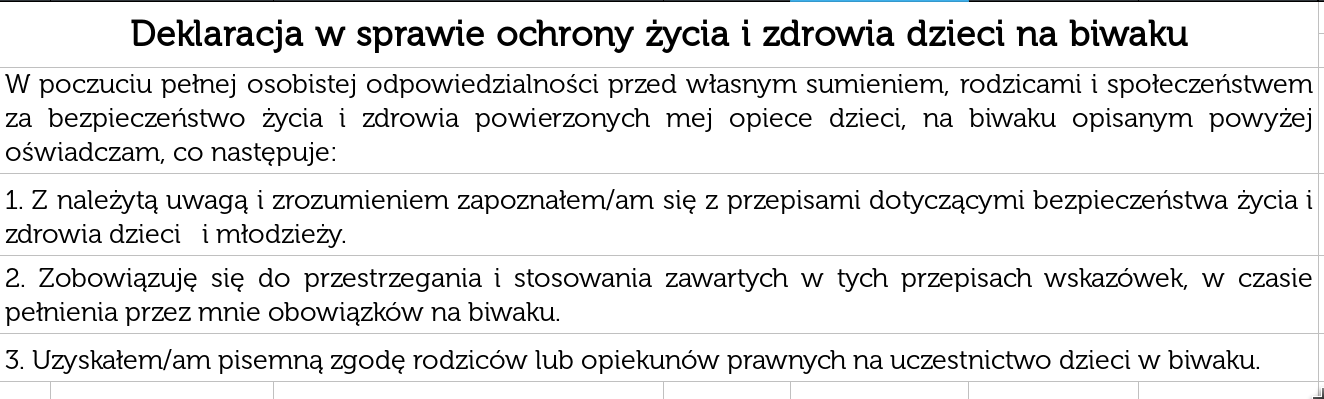 Deklaracja w sprawie ochrony życia i zdrowia dzieci na biwaku
W poczuciu pełnej osobistej odpowiedzialności przed własnym sumieniem, rodzicami i społeczeństwem
za bezpieczeństwo życia i zdrowia powierzonych mej opiece dzieci, na biwaku opisanym powyżej
oświadczam, co następuje:
1. Z należytą uwagą i zrozumieniem zapoznałem/am się z przepisami dotyczącymi bezpieczeństwa życia i
zdrowia dzieci i młodzieży.
2. Zobowiązuję się do przestrzegania i stosowania zawartych w tych przepisach wskazówek, w czasie
pełnienia przez mnie obowiązków na biwaku.
3. Uzyskałem/am pisemną zgodę rodziców lub opiekunów prawnych na uczestnictwo dzieci w biwaku.